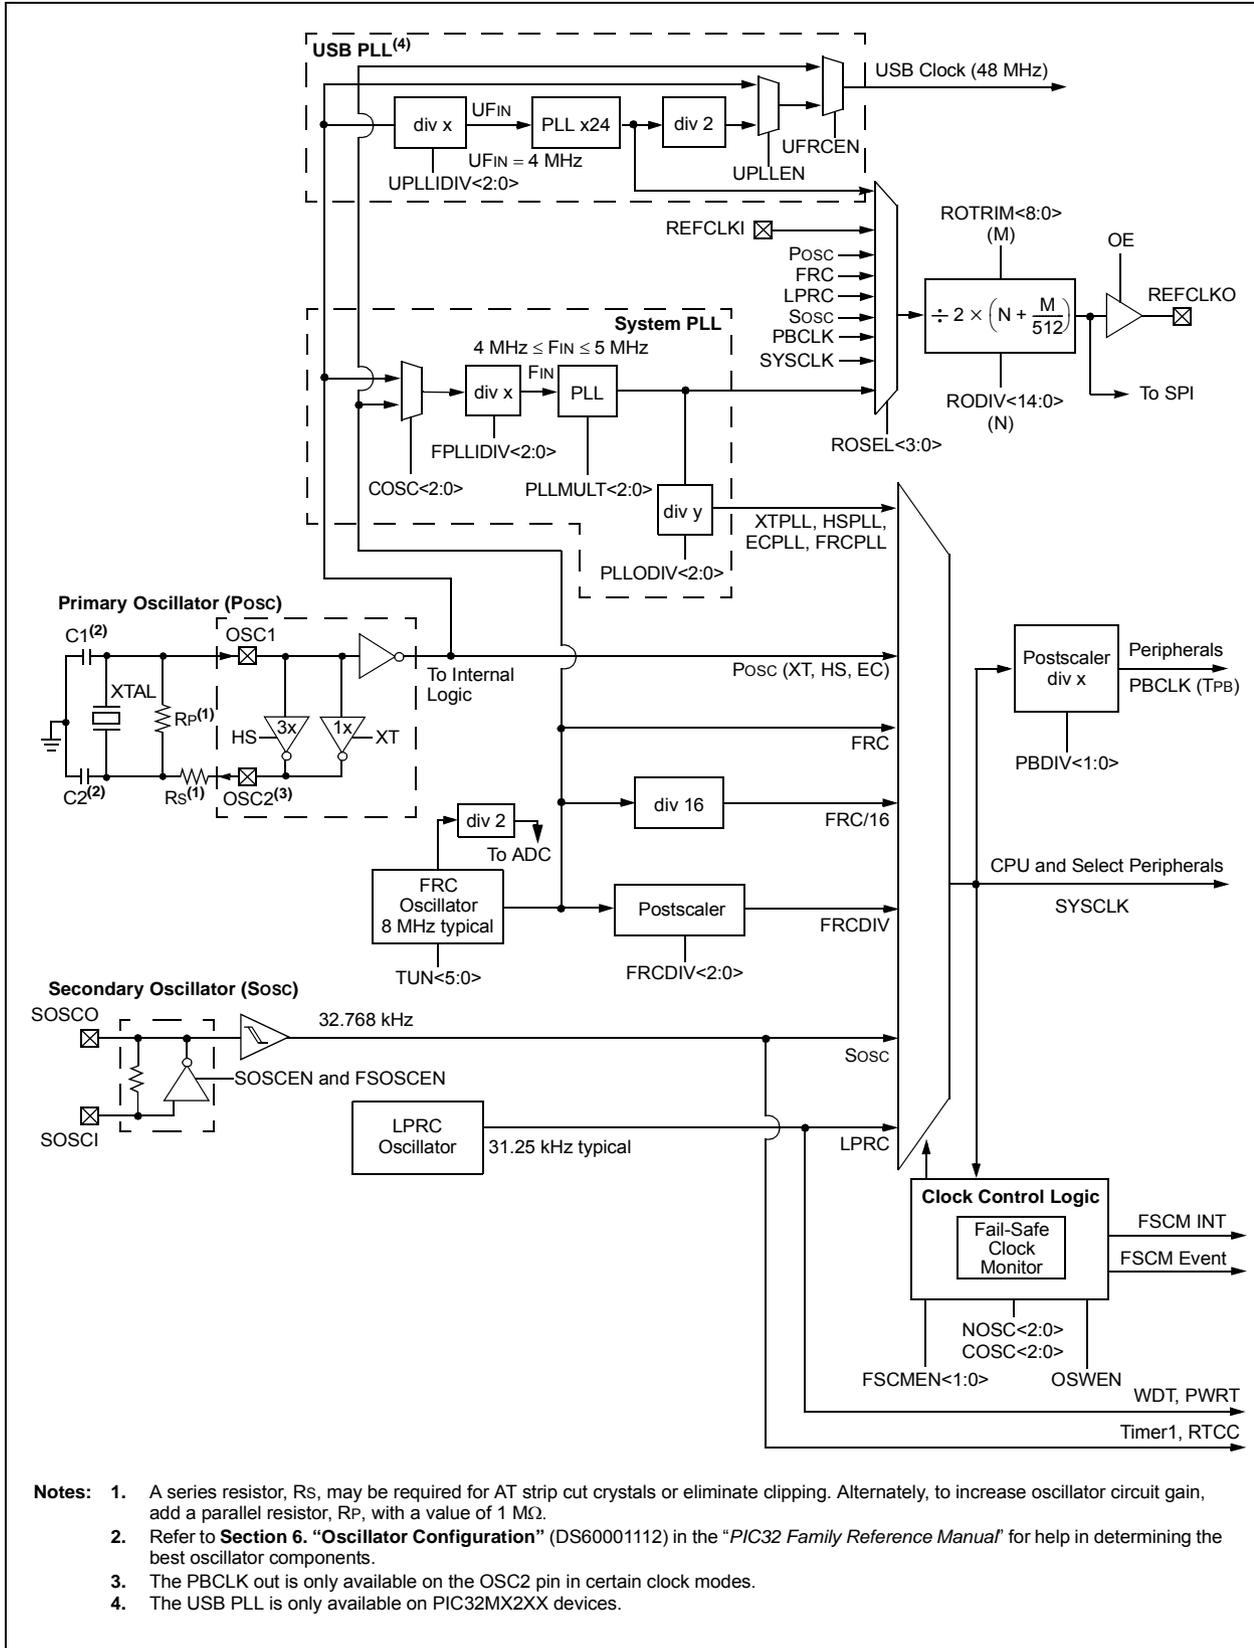 USB PLL(4)
USB Clock (48 MHz)
div x
UFIN
PLL x24
div 2
UFIN = 4 MHz
UFRCEN
UPLLEN
UPLLIDIV<2:0>
REFCLKI
POSC
FRC
LPRC
SOSC
PBCLK
SYSCLK
ROTRIM<8:0>
(M)
OE
REFCLKO
÷ 2 × (N + M/512)
To SPI
RODIV<14:0>
(N)
ROSEL<3:0>
System PLL
4 MHz ≤ FIN ≤ 5 MHz
FIN
div x
PLL
FPLLIDIV<2:0>
COSC<2:0>
PLLMULT<2:0>
div y
XTPLL, HSPLL,
ECPLL, FRCPLL
PLLODIV<2:0>
Primary Oscillator (POSC)
C1(2)
OSC1
XTAL
RP(1)
3x
1x
HS
XT
C2(2)
RS(1)
OSC2(3)
To Internal
Logic
POSC (XT, HS, EC)
FRC
Postscaler
div x
Peripherals
PBCLK (TPB)
PBDIV<1:0>
div 16
FRC/16
div 2
To ADC
CPU and Select Peripherals
SYSCLK
FRC
Oscillator
8 MHz typical
Postscaler
FRCDIV
TUN<5:0>
FRCDIV<2:0>
Secondary Oscillator (SOSC)
SOSCO
32.768 kHz
SOSC
SOSCEN and FSOSCEN
SOSCI
LPRC
Oscillator
31.25 kHz typical
LPRC
Clock Control Logic
Fail-Safe
Clock
Monitor
FSCM INT
FSCM Event
NOSC<2:0>
COSC<2:0>
FSCMEN<1:0>
OSWEN
WDT, PWRT
Timer1, RTCC
Notes: 1. A series resistor, RS, may be required for AT strip cut crystals or eliminate clipping. Alternately, to increase oscillator circuit gain,
add a parallel resistor, RP, with a value of 1 MΩ.
2. Refer to Section 6. “Oscillator Configuration” (DS60001112) in the “PIC32 Family Reference Manual” for help in determining the
best oscillator components.
3. The PBCLK out is only available on the OSC2 pin in certain clock modes.
4. The USB PLL is only available on PIC32MX2XX devices.